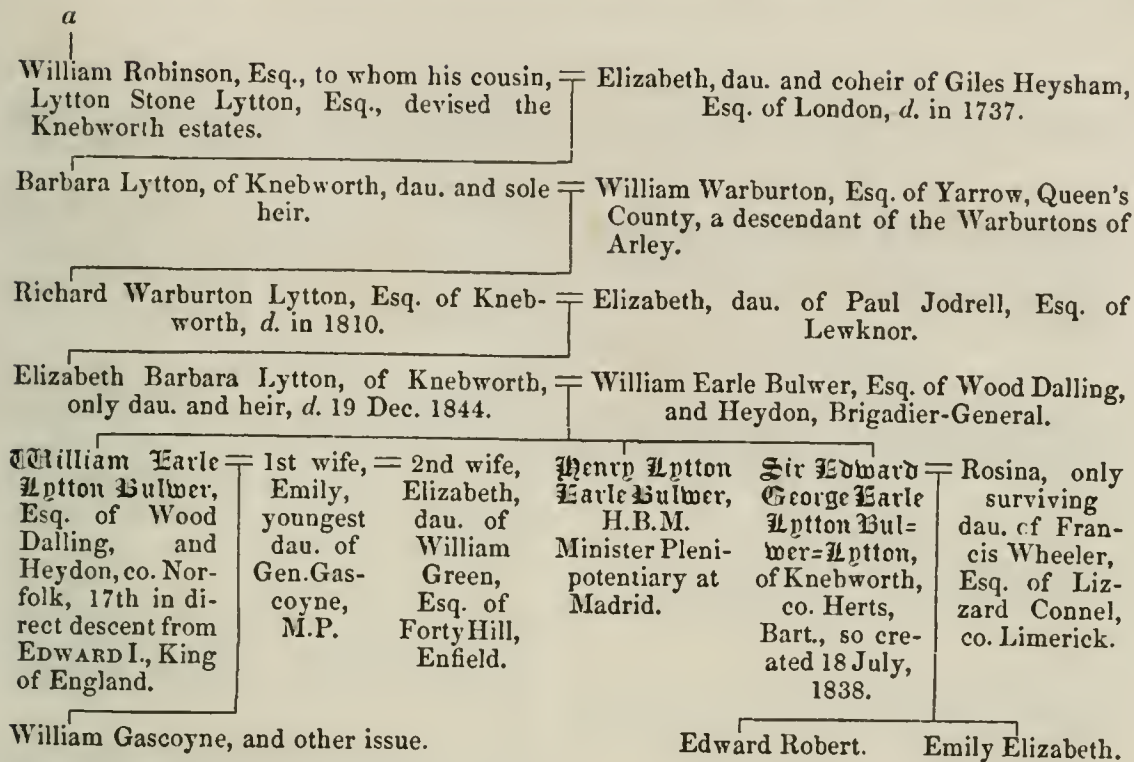 a
William Robinson, Esq., to whom his cousin,
Lytton Stone Lytton, Esq., devised the
Knebworth estates.
= Elizabeth, dau. and coheir of Giles Heysham,
Esq. of London, d. in 1737.
Barbara Lytton, of Knebworth, dau. and sole
heir.
= William Warburton, Esq. of Yarrow, Queen's
County, a descendant of the Warburtons of
Arley.
Richard Warburton Lytton, Esq. of Kneb-
worth, d. in 1810.
= Elizabeth, dau. of Paul Jodrell, Esq. of
Lewknor.
Elizabeth Barbara Lytton, of Knebworth,
only dau. and heir, d. 19 Dec. 1844.
= William Earle Bulwer, Esq. of Wood Dalling,
and Heydon, Brigadier-General.
William Earle
Lytton Bulwer,
Esq. of Wood
Dalling, and
Heydon, co. Nor-
folk, 17th in di-
rect descent from
EDWARD I., King
of England.
= 1st wife,
Emily,
youngest
dau. of
Gen. Gas-
coyne,
M.P.
= 2nd wife,
Elizabeth,
dau. of
William
Green,
Esq. of
Forty Hill,
Enfield.
Henry Lytton
Earle Bulwer,
H.B.M.
Minister Pleni-
potentiary at
Madrid.
Sir Edward
George Earle
Lytton Bul=
wer=Lytton,
of Knebworth,
co. Herts,
Bart., so cre-
ated 18 July,
1838.
= Rosina, only
surviving
dau. of Fran-
cis Wheeler,
Esq. of Liz-
zard Connel,
co. Limerick.
William Gascoyne, and other issue.
Edward Robert.
Emily Elizabeth.